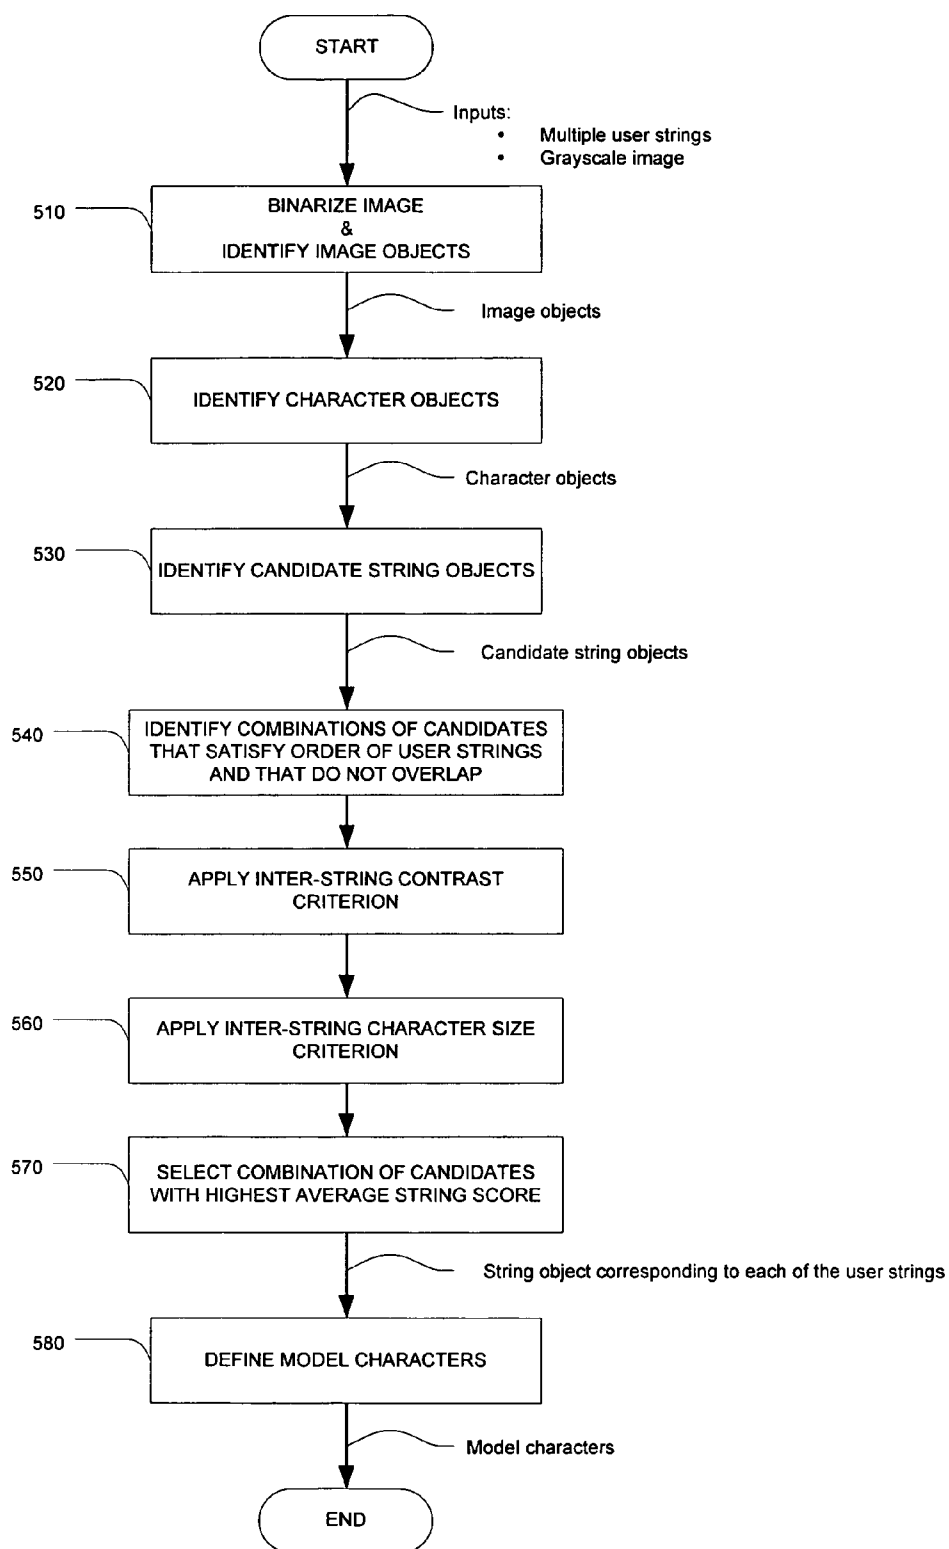 START
Inputs:
• Multiple user strings
• Grayscale image
510
BINARIZE IMAGE
&
IDENTIFY IMAGE OBJECTS
Image objects
520
IDENTIFY CHARACTER OBJECTS
Character objects
530
IDENTIFY CANDIDATE STRING OBJECTS
Candidate string objects
540
IDENTIFY COMBINATIONS OF CANDIDATES
THAT SATISFY ORDER OF USER STRINGS
AND THAT DO NOT OVERLAP
550
APPLY INTER-STRING CONTRAST
CRITERION
560
APPLY INTER-STRING CHARACTER SIZE
CRITERION
570
SELECT COMBINATION OF CANDIDATES
WITH HIGHEST AVERAGE STRING SCORE
String object corresponding to each of the user strings
580
DEFINE MODEL CHARACTERS
Model characters
END